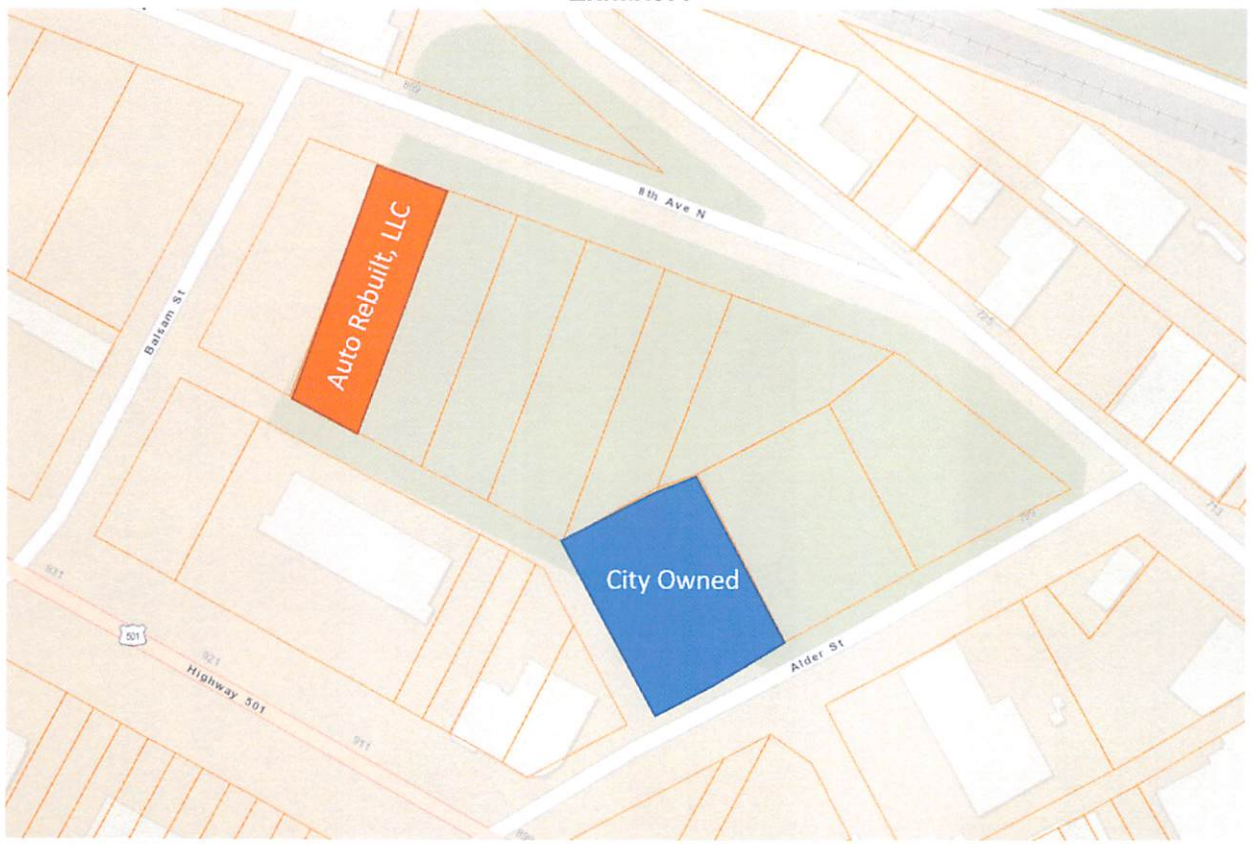 8th Ave N
Auto Rebuilt, LLC
Balsam St
City Owned
Alder St
931
501
921
Highway 501
911